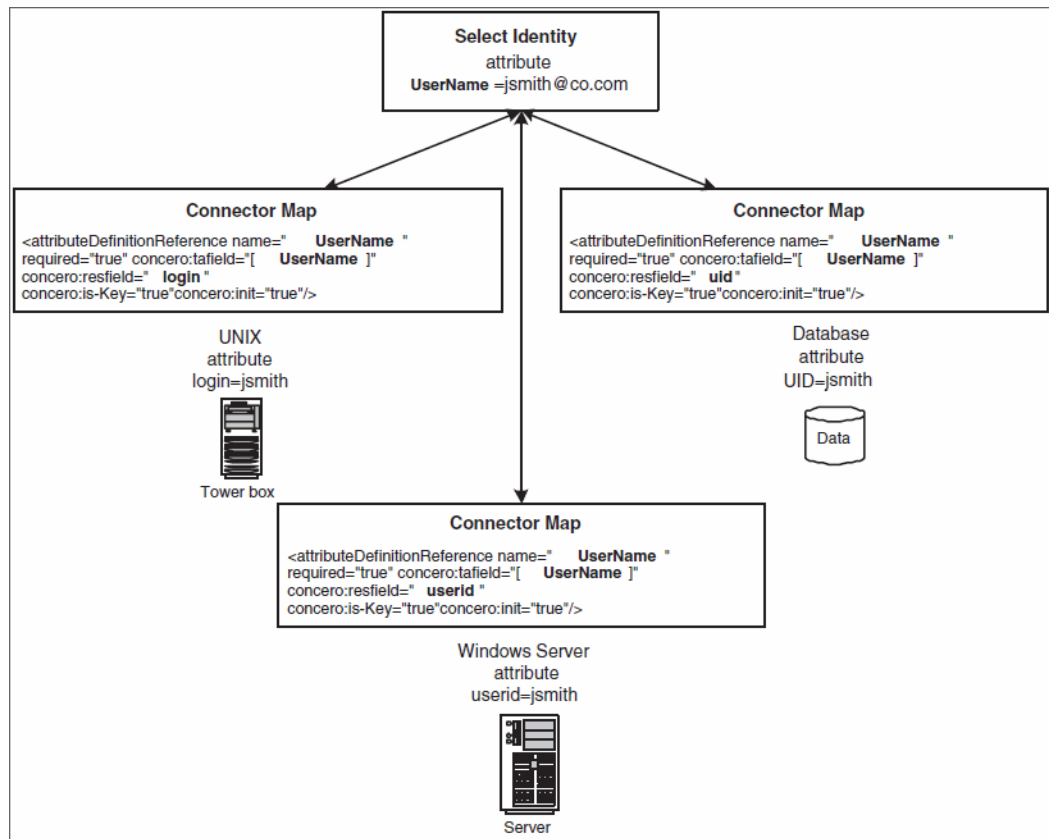 Select Identity
attribute
UserName =jsmith@co.com
Connector Map
<attributeDefinitionReference name=" UserName "
required="true" concero:tafield="[ UserName ]"
concero:resfield=" login "
concero:is-Key="true"concero:init="true"/>
UNIX
attribute
login=jsmith
Tower box
Connector Map
<attributeDefinitionReference name=" UserName "
required="true" concero:tafield="[ UserName ]"
concero:resfield=" uid "
concero:is-Key="true"concero:init="true"/>
Database
attribute
UID=jsmith
Data
Connector Map
<attributeDefinitionReference name=" UserName "
required="true" concero:tafield="[ UserName ]"
concero:resfield=" userid "
concero:is-Key="true"concero:init="true"/>
Windows Server
attribute
userid=jsmith
Server